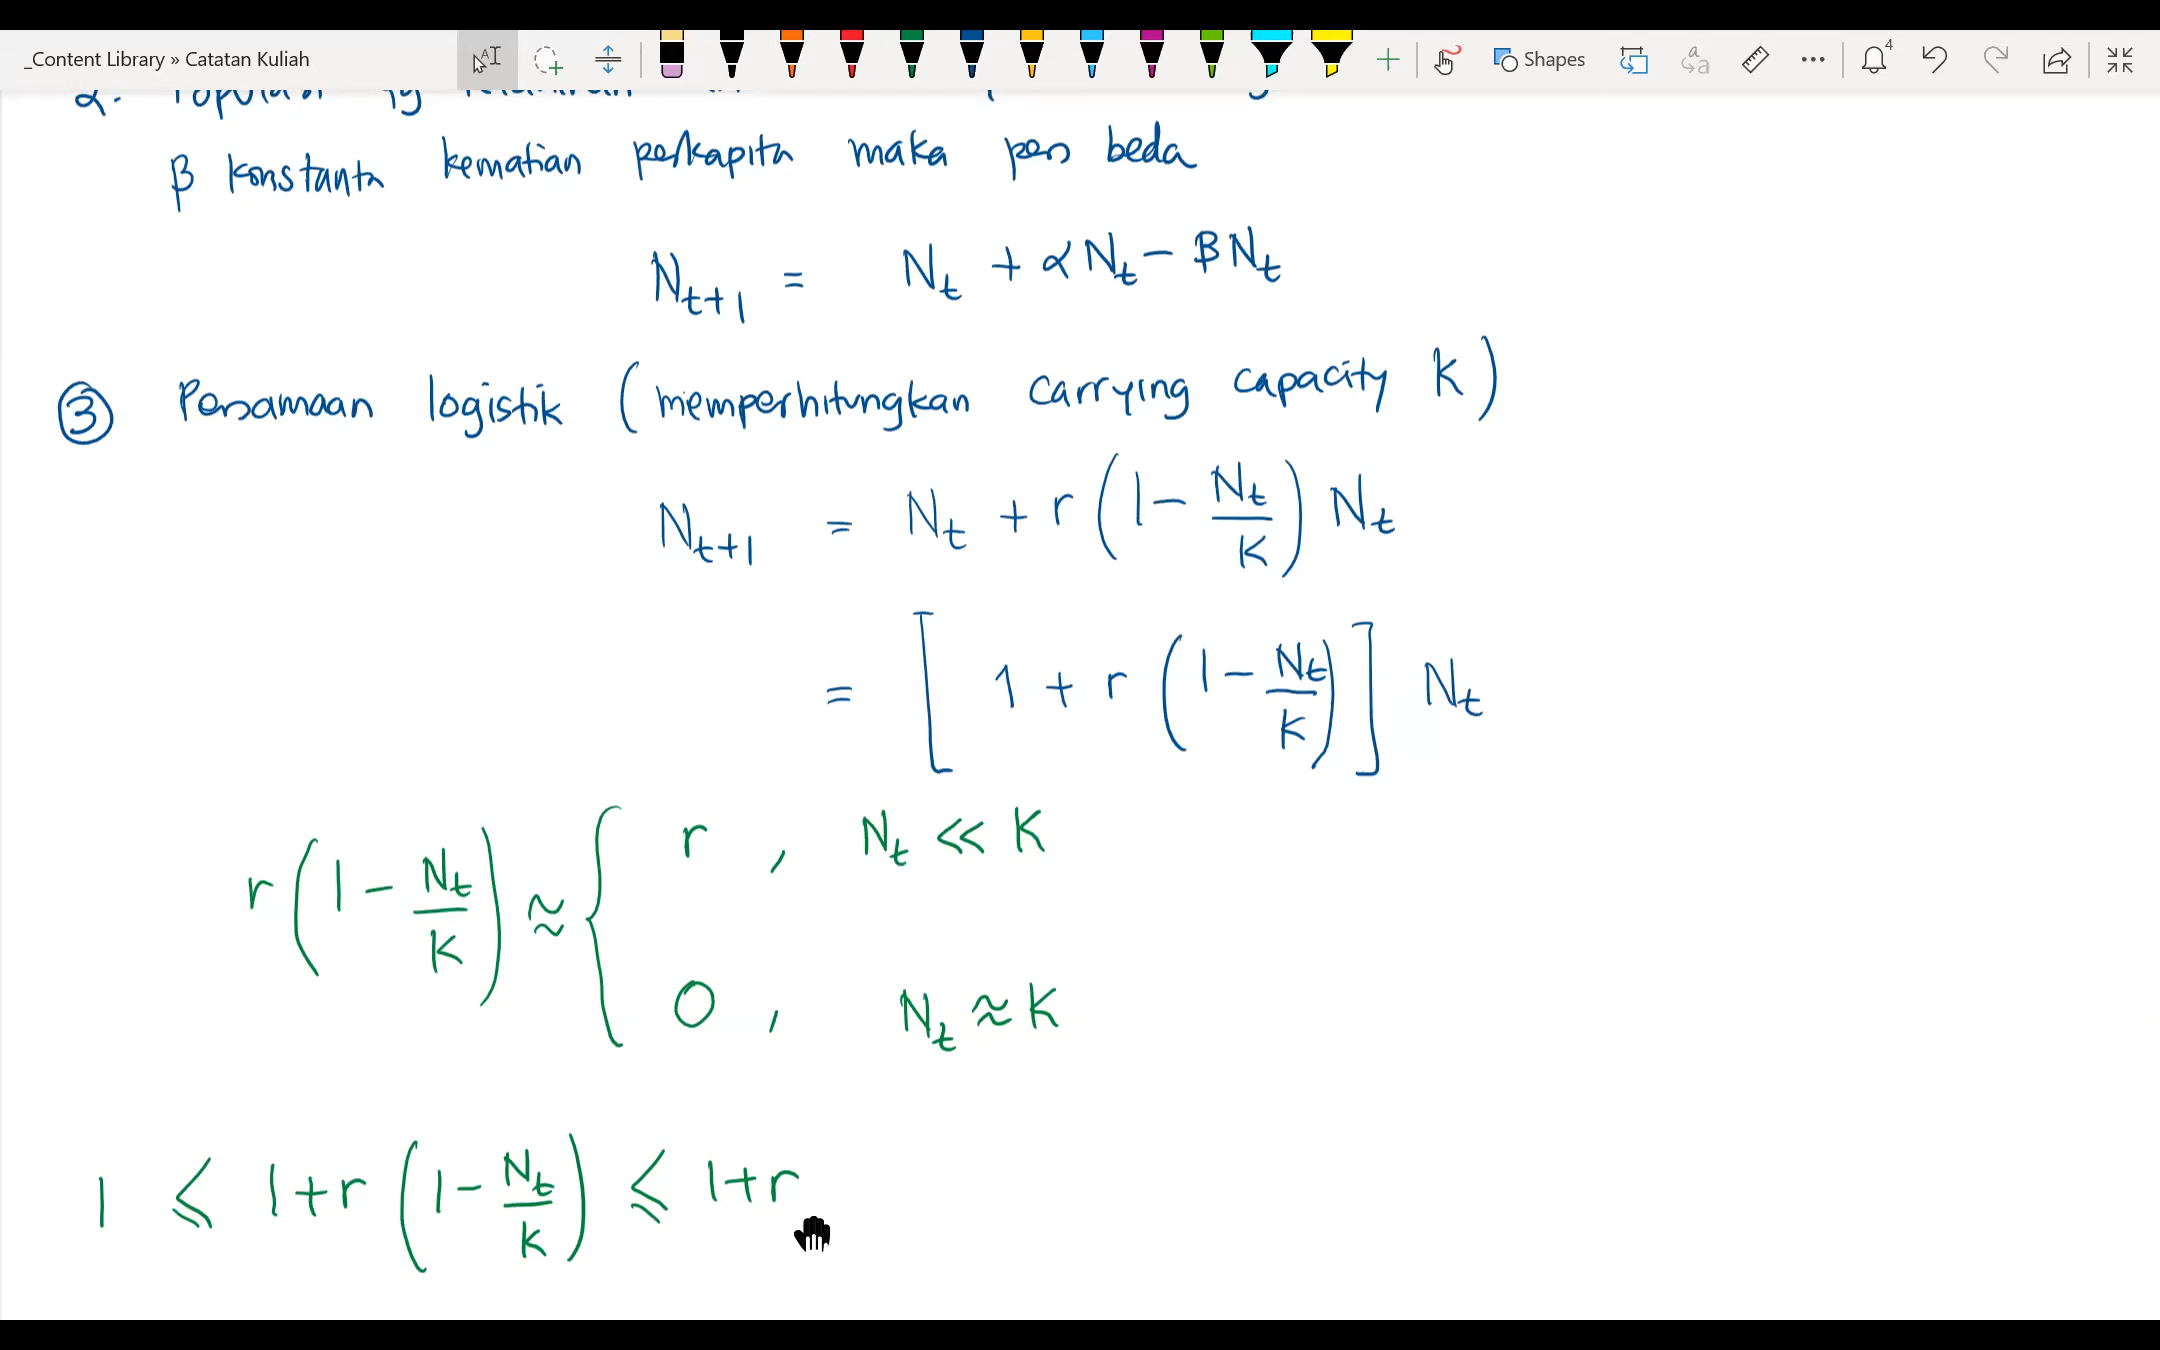 _Content Library » Catatan Kuliah
Shapes
4
β konstanta kematian perkapita maka pers beda
N_{t+1} = N_t + αN_t − βN_t
③ Persamaan logistik (memperhitungkan carrying capacity K)
N_{t+1} = N_t + r(1 − N_t/K) N_t
= [1 + r(1 − N_t/K)] N_t
r(1 − N_t/K) ≈ { r , N_t << K
0 , N_t ≈ K
1 ⩽ 1+r(1 − N_t/K) ⩽ 1+r